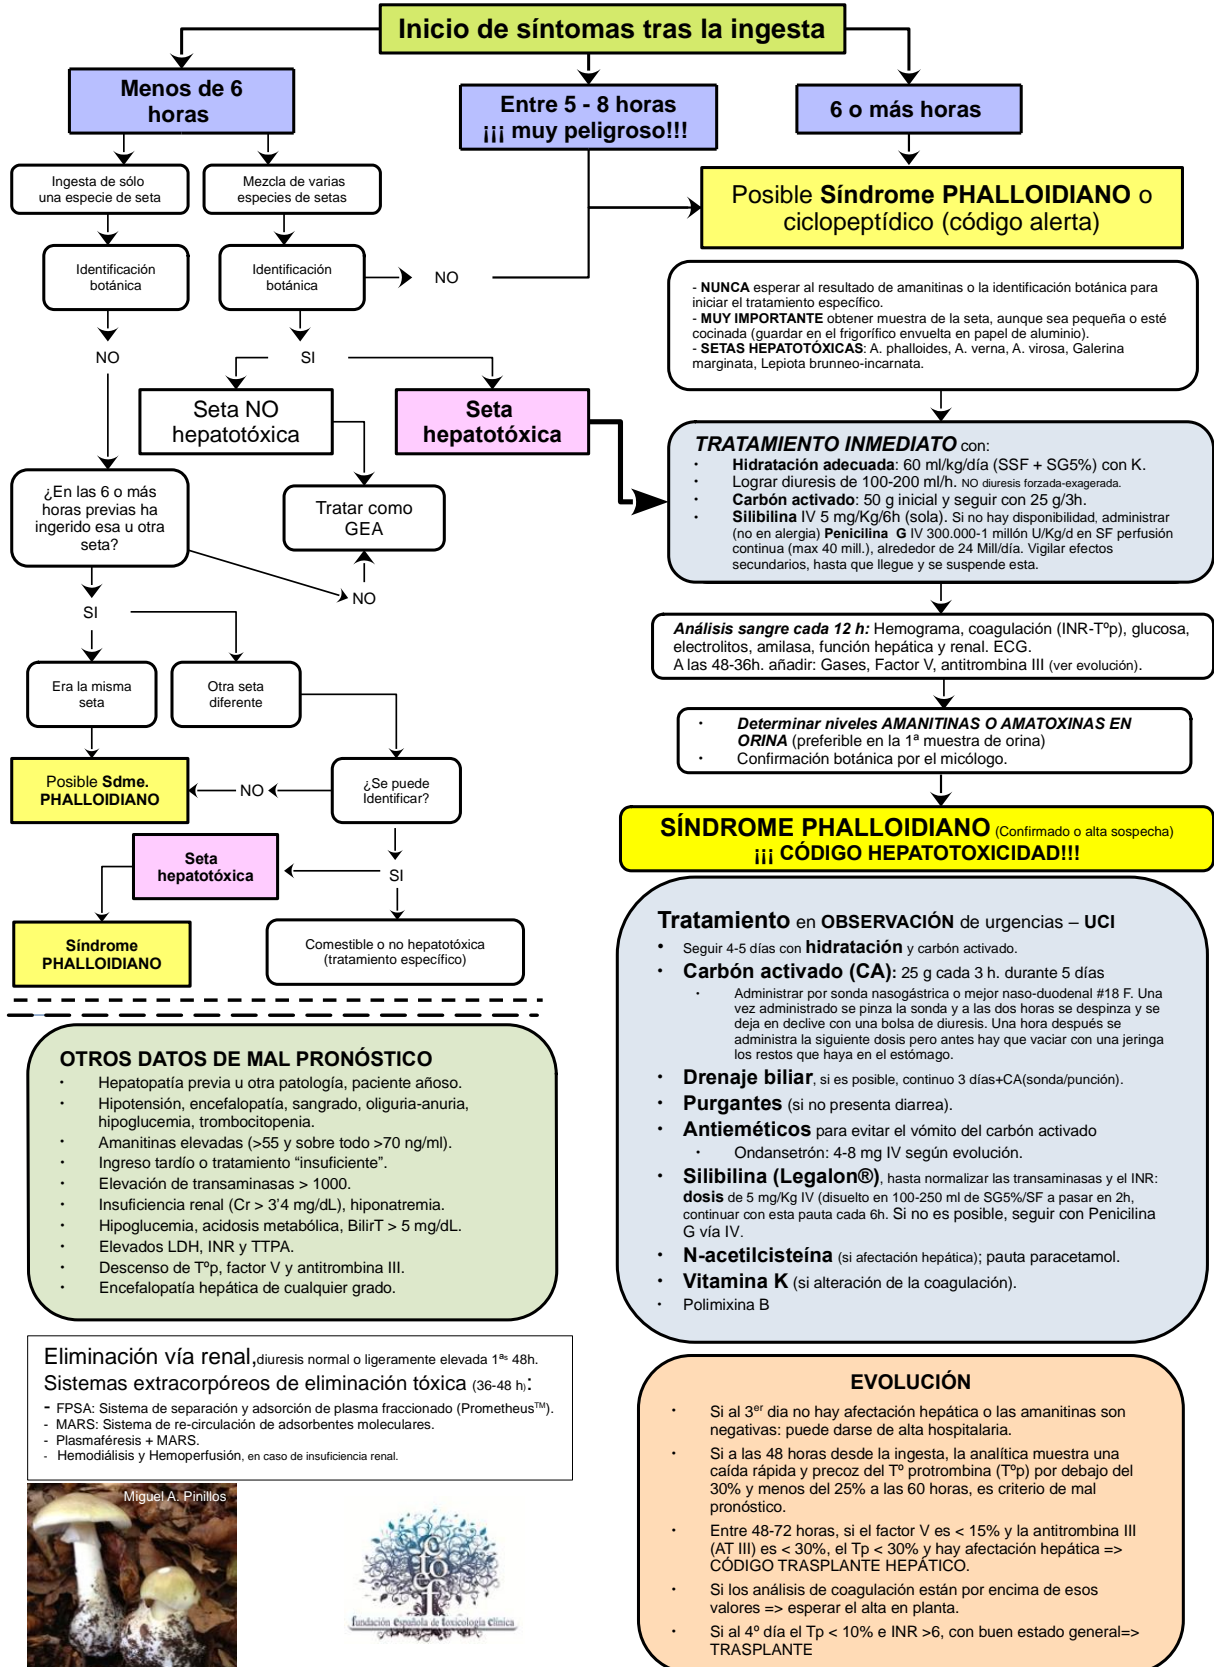 Inicio de síntomas tras la ingesta
Menos de 6
horas
Entre 5 - 8 horas
¡¡¡ muy peligroso!!!
6 o más horas
Ingesta de sólo
una especie de seta
Mezcla de varias
especies de setas
Posible Síndrome PHALLOIDIANO o
ciclopeptídico (código alerta)
Identificación
botánica
Identificación
botánica
NO
- NUNCA esperar al resultado de amanitinas o la identificación botánica para
iniciar el tratamiento específico.
- MUY IMPORTANTE obtener muestra de la seta, aunque sea pequeña o esté
cocinada (guardar en el frigorífico envuelta en papel de aluminio).
- SETAS HEPATOTÓXICAS: A. phalloides, A. verna, A. virosa, Galerina
marginata, Lepiota brunneo-incarnata.
NO
SI
Seta NO
hepatotóxica
Seta
hepatotóxica
TRATAMIENTO INMEDIATO con:
· Hidratación adecuada: 60 ml/kg/día (SSF + SG5%) con K.
· Lograr diuresis de 100-200 ml/h. NO diuresis forzada-exagerada.
· Carbón activado: 50 g inicial y seguir con 25 g/3h.
· Silibilina IV 5 mg/Kg/6h (sola). Si no hay disponibilidad, administrar
(no en alergia) Penicilina G IV 300.000-1 millón U/Kg/d en SF perfusión
continua (max 40 mill.), alrededor de 24 Mill/día. Vigilar efectos
secundarios, hasta que llegue y se suspende esta.
¿En las 6 o más
horas previas ha
ingerido esa u otra
seta?
Tratar como
GEA
NO
SI
Análisis sangre cada 12 h: Hemograma, coagulación (INR-Tºp), glucosa,
electrolitos, amilasa, función hepática y renal. ECG.
A las 48-36h. añadir: Gases, Factor V, antitrombina III (ver evolución).
Era la misma
seta
Otra seta
diferente
· Determinar niveles AMANITINAS O AMATOXINAS EN
ORINA (preferible en la 1ª muestra de orina)
· Confirmación botánica por el micólogo.
Posible Sdme.
PHALLOIDIANO
NO
¿Se puede
Identificar?
SÍNDROME PHALLOIDIANO (Confirmado o alta sospecha)
¡¡¡ CÓDIGO HEPATOTOXICIDAD!!!
Seta
hepatotóxica
SI
Síndrome
PHALLOIDIANO
Comestible o no hepatotóxica
(tratamiento específico)
Tratamiento en OBSERVACIÓN de urgencias – UCI
• Seguir 4-5 días con hidratación y carbón activado.
• Carbón activado (CA): 25 g cada 3 h. durante 5 días
· Administrar por sonda nasogástrica o mejor naso-duodenal #18 F. Una
vez administrado se pinza la sonda y a las dos horas se despinza y se
deja en declive con una bolsa de diuresis. Una hora después se
administra la siguiente dosis pero antes hay que vaciar con una jeringa
los restos que haya en el estómago.
• Drenaje biliar, si es posible, continuo 3 días+CA(sonda/punción).
• Purgantes (si no presenta diarrea).
• Antieméticos para evitar el vómito del carbón activado
· Ondansetrón: 4-8 mg IV según evolución.
• Silibilina (Legalon®), hasta normalizar las transaminasas y el INR:
dosis de 5 mg/Kg IV (disuelto en 100-250 ml de SG5%/SF a pasar en 2h,
continuar con esta pauta cada 6h. Si no es posible, seguir con Penicilina
G vía IV.
• N-acetilcisteína (si afectación hepática); pauta paracetamol.
• Vitamina K (si alteración de la coagulación).
· Polimixina B
OTROS DATOS DE MAL PRONÓSTICO
· Hepatopatía previa u otra patología, paciente añoso.
· Hipotensión, encefalopatía, sangrado, oliguria-anuria,
hipoglucemia, trombocitopenia.
· Amanitinas elevadas (>55 y sobre todo >70 ng/ml).
· Ingreso tardío o tratamiento “insuficiente”.
· Elevación de transaminasas > 1000.
· Insuficiencia renal (Cr > 3'4 mg/dL), hiponatremia.
· Hipoglucemia, acidosis metabólica, BilirT > 5 mg/dL.
· Elevados LDH, INR y TTPA.
· Descenso de Tºp, factor V y antitrombina III.
· Encefalopatía hepática de cualquier grado.
Eliminación vía renal,diuresis normal o ligeramente elevada 1ªˢ 48h.
Sistemas extracorpóreos de eliminación tóxica (36-48 h):
- FPSA: Sistema de separación y adsorción de plasma fraccionado (Prometheus™).
- MARS: Sistema de re-circulación de adsorbentes moleculares.
- Plasmaféresis + MARS.
- Hemodiálisis y Hemoperfusión, en caso de insuficiencia renal.
EVOLUCIÓN
· Si al 3er dia no hay afectación hepática o las amanitinas son
negativas: puede darse de alta hospitalaria.
· Si a las 48 horas desde la ingesta, la analítica muestra una
caída rápida y precoz del Tº protrombina (Tºp) por debajo del
30% y menos del 25% a las 60 horas, es criterio de mal
pronóstico.
· Entre 48-72 horas, si el factor V es < 15% y la antitrombina III
(AT III) es < 30%, el Tp < 30% y hay afectación hepática =>
CÓDIGO TRASPLANTE HEPÁTICO.
· Si los análisis de coagulación están por encima de esos
valores => esperar el alta en planta.
· Si al 4º día el Tp < 10% e INR >6, con buen estado general=>
TRASPLANTE
Miguel A. Pinillos
fetoc
fundación española de toxicología clínica